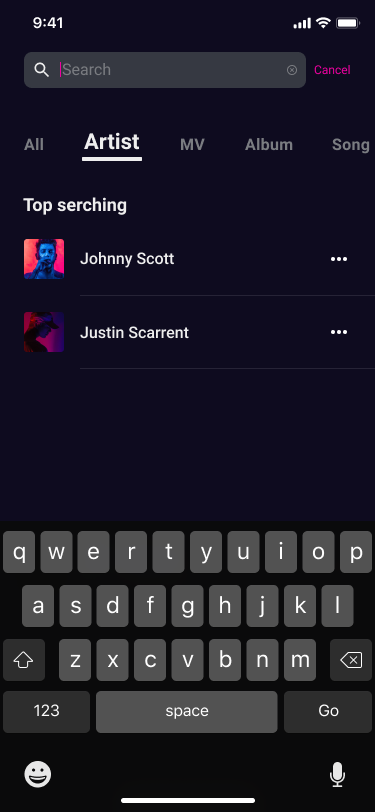 9:41
Search
Cancel
All Artist MV Album Song
Top serching
Johnny Scott
Justin Scarrent
q w e r t y u i o p
a s d f g h j k l
z x c v b n m
123 space Go